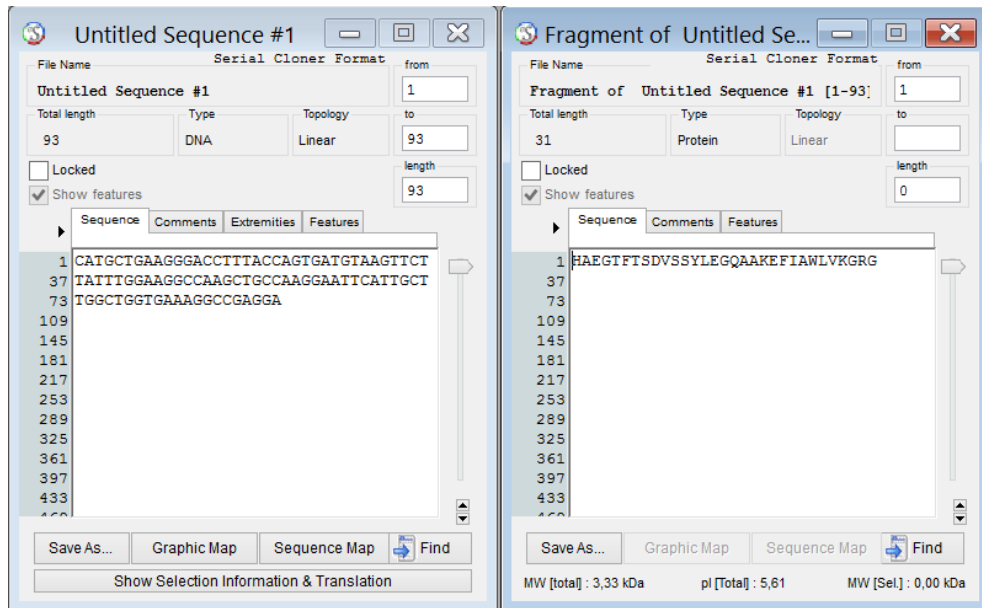 Untitled Sequence #1
File Name
Serial Cloner Format
from
Untitled Sequence #1
1
Total length
Type
Topology
to
93
DNA
Linear
93
Locked
length
Show features
93
Sequence
Comments
Extremities
Features
1 CATGCTGAAGGGACCTTTACCAGTGATGTAAGTTCT
37 TATTTGGAAGGCCAAGCTGCCAAGGAATTCATTGCT
73 TGGCTGGTGAAAGGCCGAGGA
109
145
181
217
253
289
325
361
397
433
Save As...
Graphic Map
Sequence Map
Find
Show Selection Information & Translation
Fragment of Untitled Se...
File Name
Serial Cloner Format
from
Fragment of Untitled Sequence #1 [1-93]
1
Total length
Type
Topology
to
31
Protein
Linear
Locked
length
Show features
0
Sequence
Comments
Features
1 HAEGTFTSDVSSYLEGQAAKEFIAWLVKGRG
37
73
109
145
181
217
253
289
325
361
397
433
Save As...
Graphic Map
Sequence Map
Find
MW [total] : 3,33 kDa
pI [Total] : 5,61
MW [Sel.] : 0,00 kDa